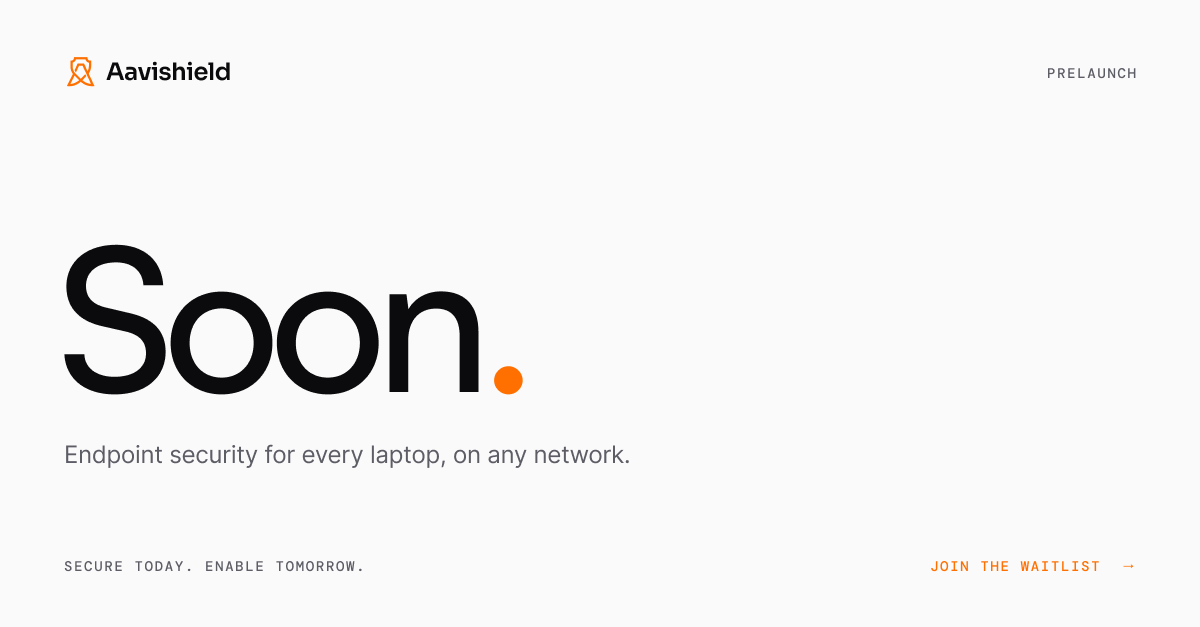 Aavishield
PRELAUNCH
Soon.
Endpoint security for every laptop, on any network.
SECURE TODAY. ENABLE TOMORROW.
JOIN THE WAITLIST →